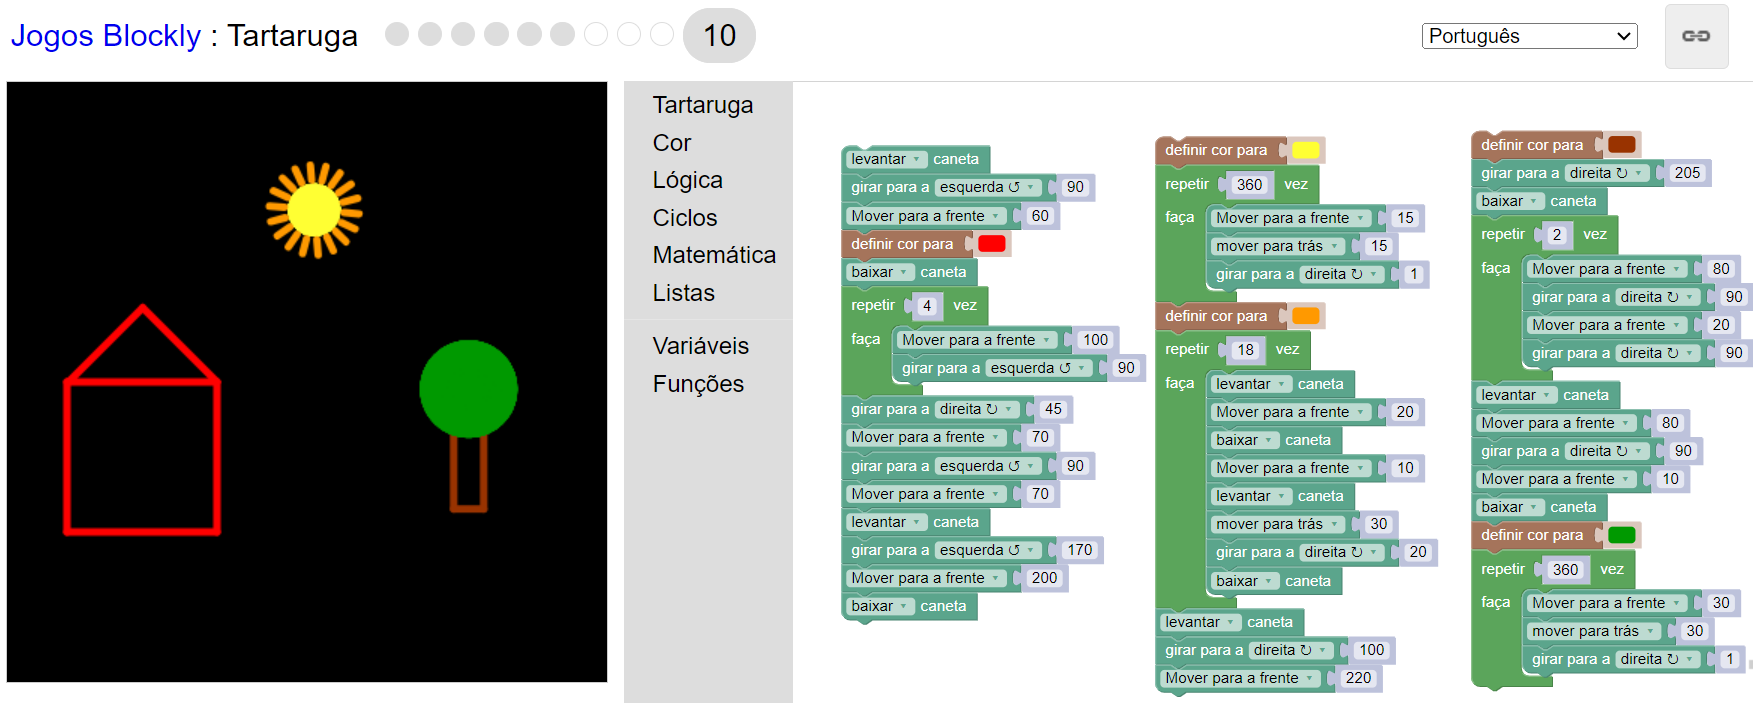 Jogos Blockly : Tartaruga
10
Português
Tartaruga
Cor
Lógica
Ciclos
Matemática
Listas
Variáveis
Funções
levantar caneta
girar para a esquerda ↺ 90
Mover para a frente 60
definir cor para
baixar caneta
repetir 4 vez
faça Mover para a frente 100
girar para a esquerda ↺ 90
girar para a direita ↻ 45
Mover para a frente 70
girar para a esquerda ↺ 90
Mover para a frente 70
levantar caneta
girar para a esquerda ↺ 170
Mover para a frente 200
baixar caneta
definir cor para
repetir 360 vez
faça Mover para a frente 15
mover para trás 15
girar para a direita ↻ 1
definir cor para
repetir 18 vez
faça levantar caneta
Mover para a frente 20
baixar caneta
Mover para a frente 10
levantar caneta
mover para trás 30
girar para a direita ↻ 20
baixar caneta
levantar caneta
girar para a direita ↻ 100
Mover para a frente 220
definir cor para
girar para a direita ↻ 205
baixar caneta
repetir 2 vez
faça Mover para a frente 80
girar para a direita ↻ 90
Mover para a frente 20
girar para a direita ↻ 90
levantar caneta
Mover para a frente 80
girar para a direita ↻ 90
Mover para a frente 10
baixar caneta
definir cor para
repetir 360 vez
faça Mover para a frente 30
mover para trás 30
girar para a direita ↻ 1